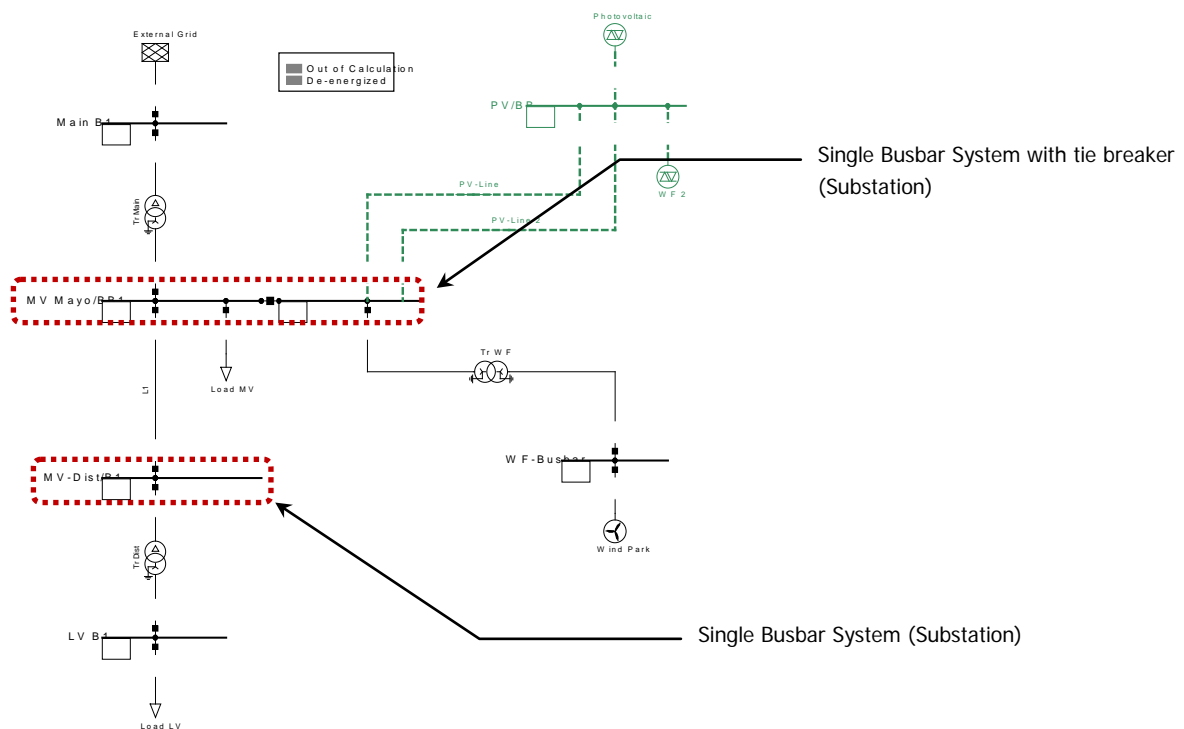 Photovoltaic
External Grid
Out of Calculation
De-energized
PV/BB
Main B1
Single Busbar System with tie breaker
(Substation)
PV-Line
WF 2
Tr Main
PV-Line 2
MV Mayo/BB1
Tr WF
Load MV
L1
WF-Busbar
MV-Dist/B1
Wind Park
Tr Dist
Single Busbar System (Substation)
LV B1
Load LV